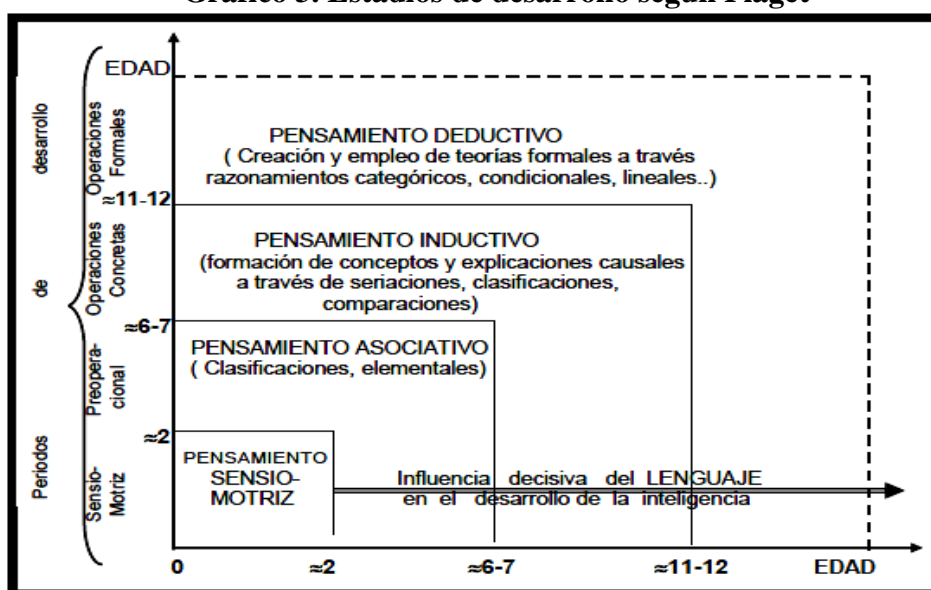 Gráfico 3. Estadios de desarrollo según Piaget
EDAD
PENSAMIENTO DEDUCTIVO
( Creación y empleo de teorías formales a través
razonamientos categóricos, condicionales, lineales..)
≈11-12
PENSAMIENTO INDUCTIVO
(formación de conceptos y explicaciones causales
a través de seriaciones, clasificaciones,
comparaciones)
≈6-7
PENSAMIENTO ASOCIATIVO
( Clasificaciones, elementales)
≈2
PENSAMIENTO
SENSIO-
MOTRIZ
Influencia decisiva del LENGUAJE
en el desarrollo de la inteligencia
0 ≈2 ≈6-7 ≈11-12 EDAD
Períodos de desarrollo
Sensio-
Motriz
Preopera-
cional
Operaciones
Concretas
Operaciones
Formales